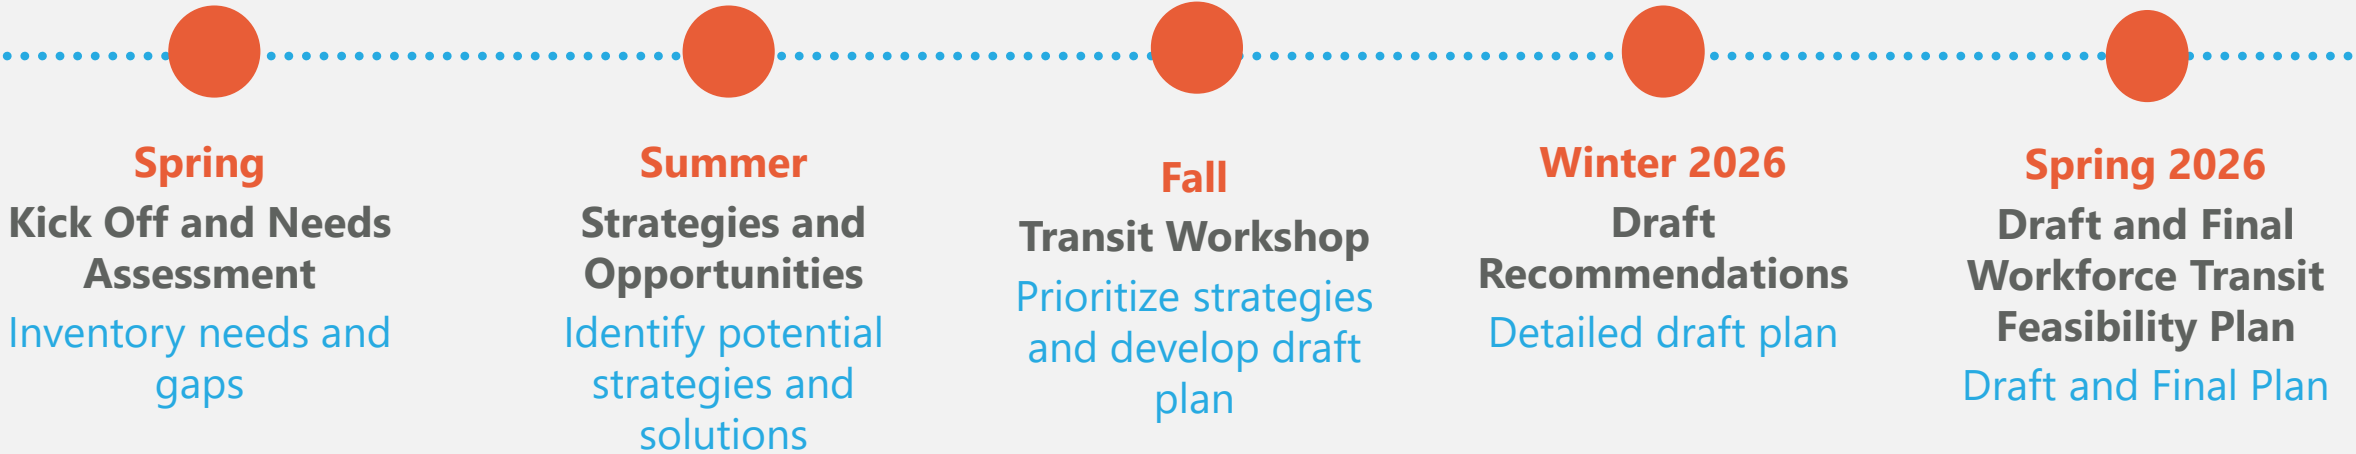 Spring
Kick Off and Needs
Assessment
Inventory needs and
gaps
Summer
Strategies and
Opportunities
Identify potential
strategies and
solutions
Fall
Transit Workshop
Prioritize strategies
and develop draft
plan
Winter 2026
Draft
Recommendations
Detailed draft plan
Spring 2026
Draft and Final
Workforce Transit
Feasibility Plan
Draft and Final Plan